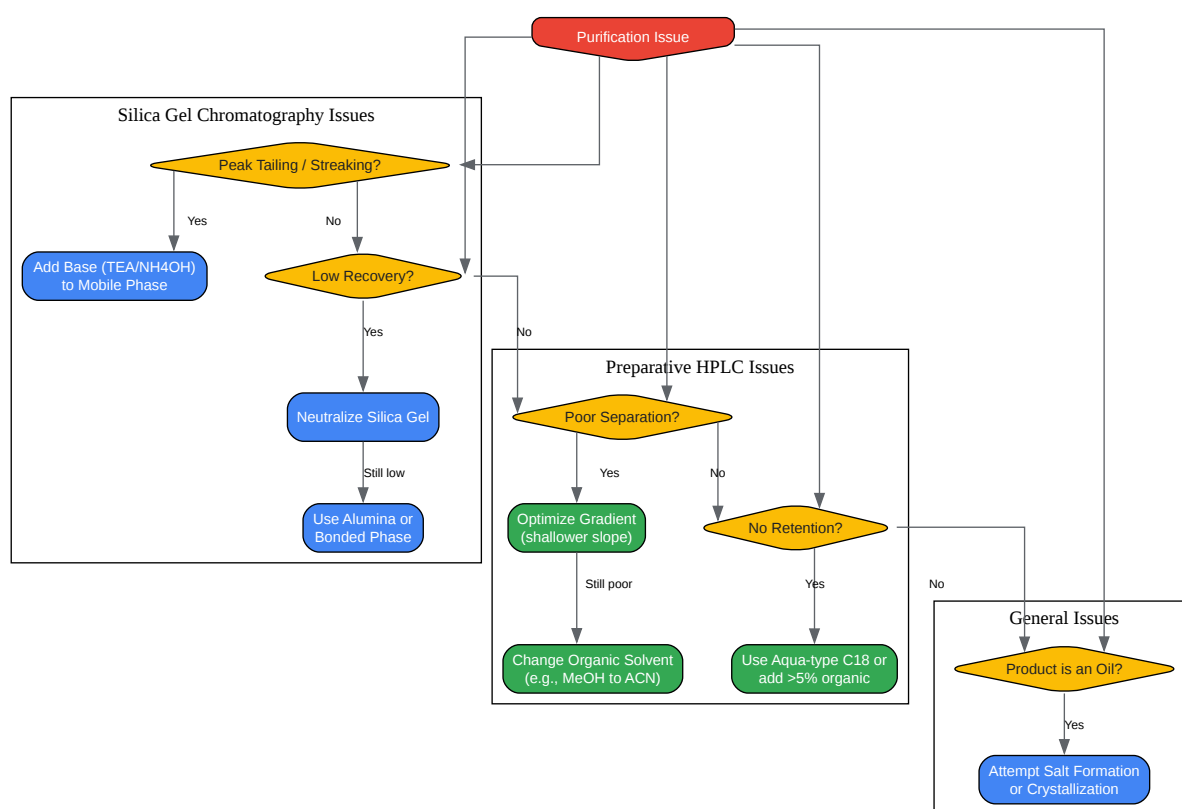 Purification Issue
Silica Gel Chromatography Issues
Peak Tailing / Streaking?
Yes
No
Add Base (TEA/NH4OH)
to Mobile Phase
Low Recovery?
Yes
No
Neutralize Silica Gel
Still low
Use Alumina or
Bonded Phase
Preparative HPLC Issues
Poor Separation?
Yes
No
Optimize Gradient
(shallower slope)
Still poor
Change Organic Solvent
(e.g., MeOH to ACN)
No Retention?
Yes
No
Use Aqua-type C18 or
add >5% organic
General Issues
Product is an Oil?
Yes
Attempt Salt Formation
or Crystallization